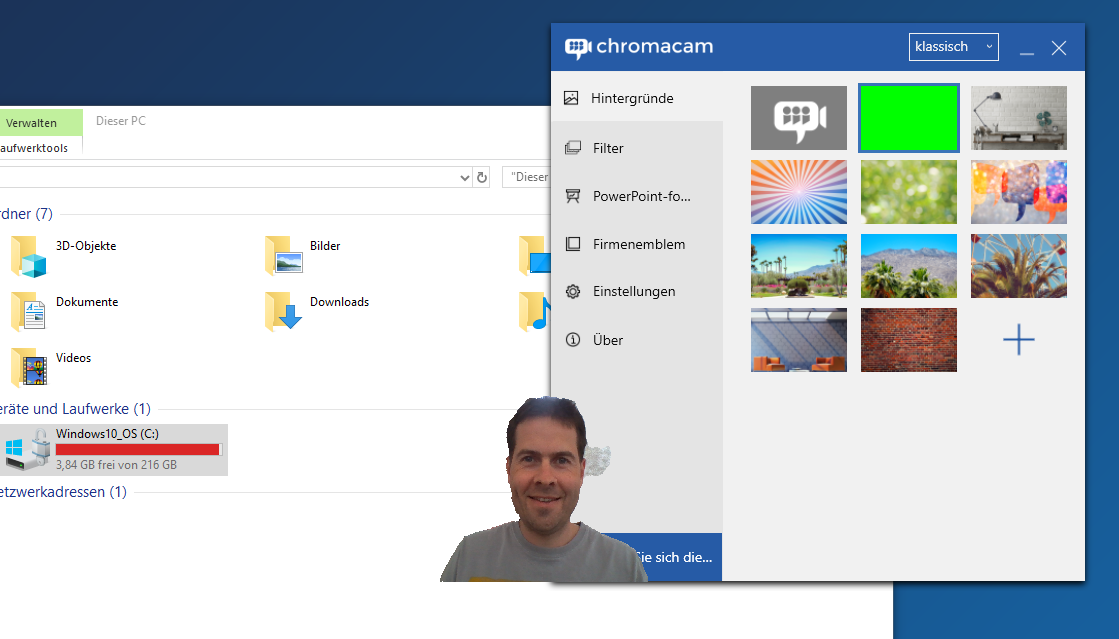 chromacam
klassisch
Verwalten
Dieser PC
aufwerktools
"Dieser
Hintergründe
Filter
PowerPoint-fo...
Firmenemblem
Einstellungen
Über
rdner (7)
3D-Objekte
Bilder
Dokumente
Downloads
Videos
eräte und Laufwerke (1)
Windows10_OS (C:)
3,84 GB frei von 216 GB
etzwerkadressen (1)
Sie sich die...